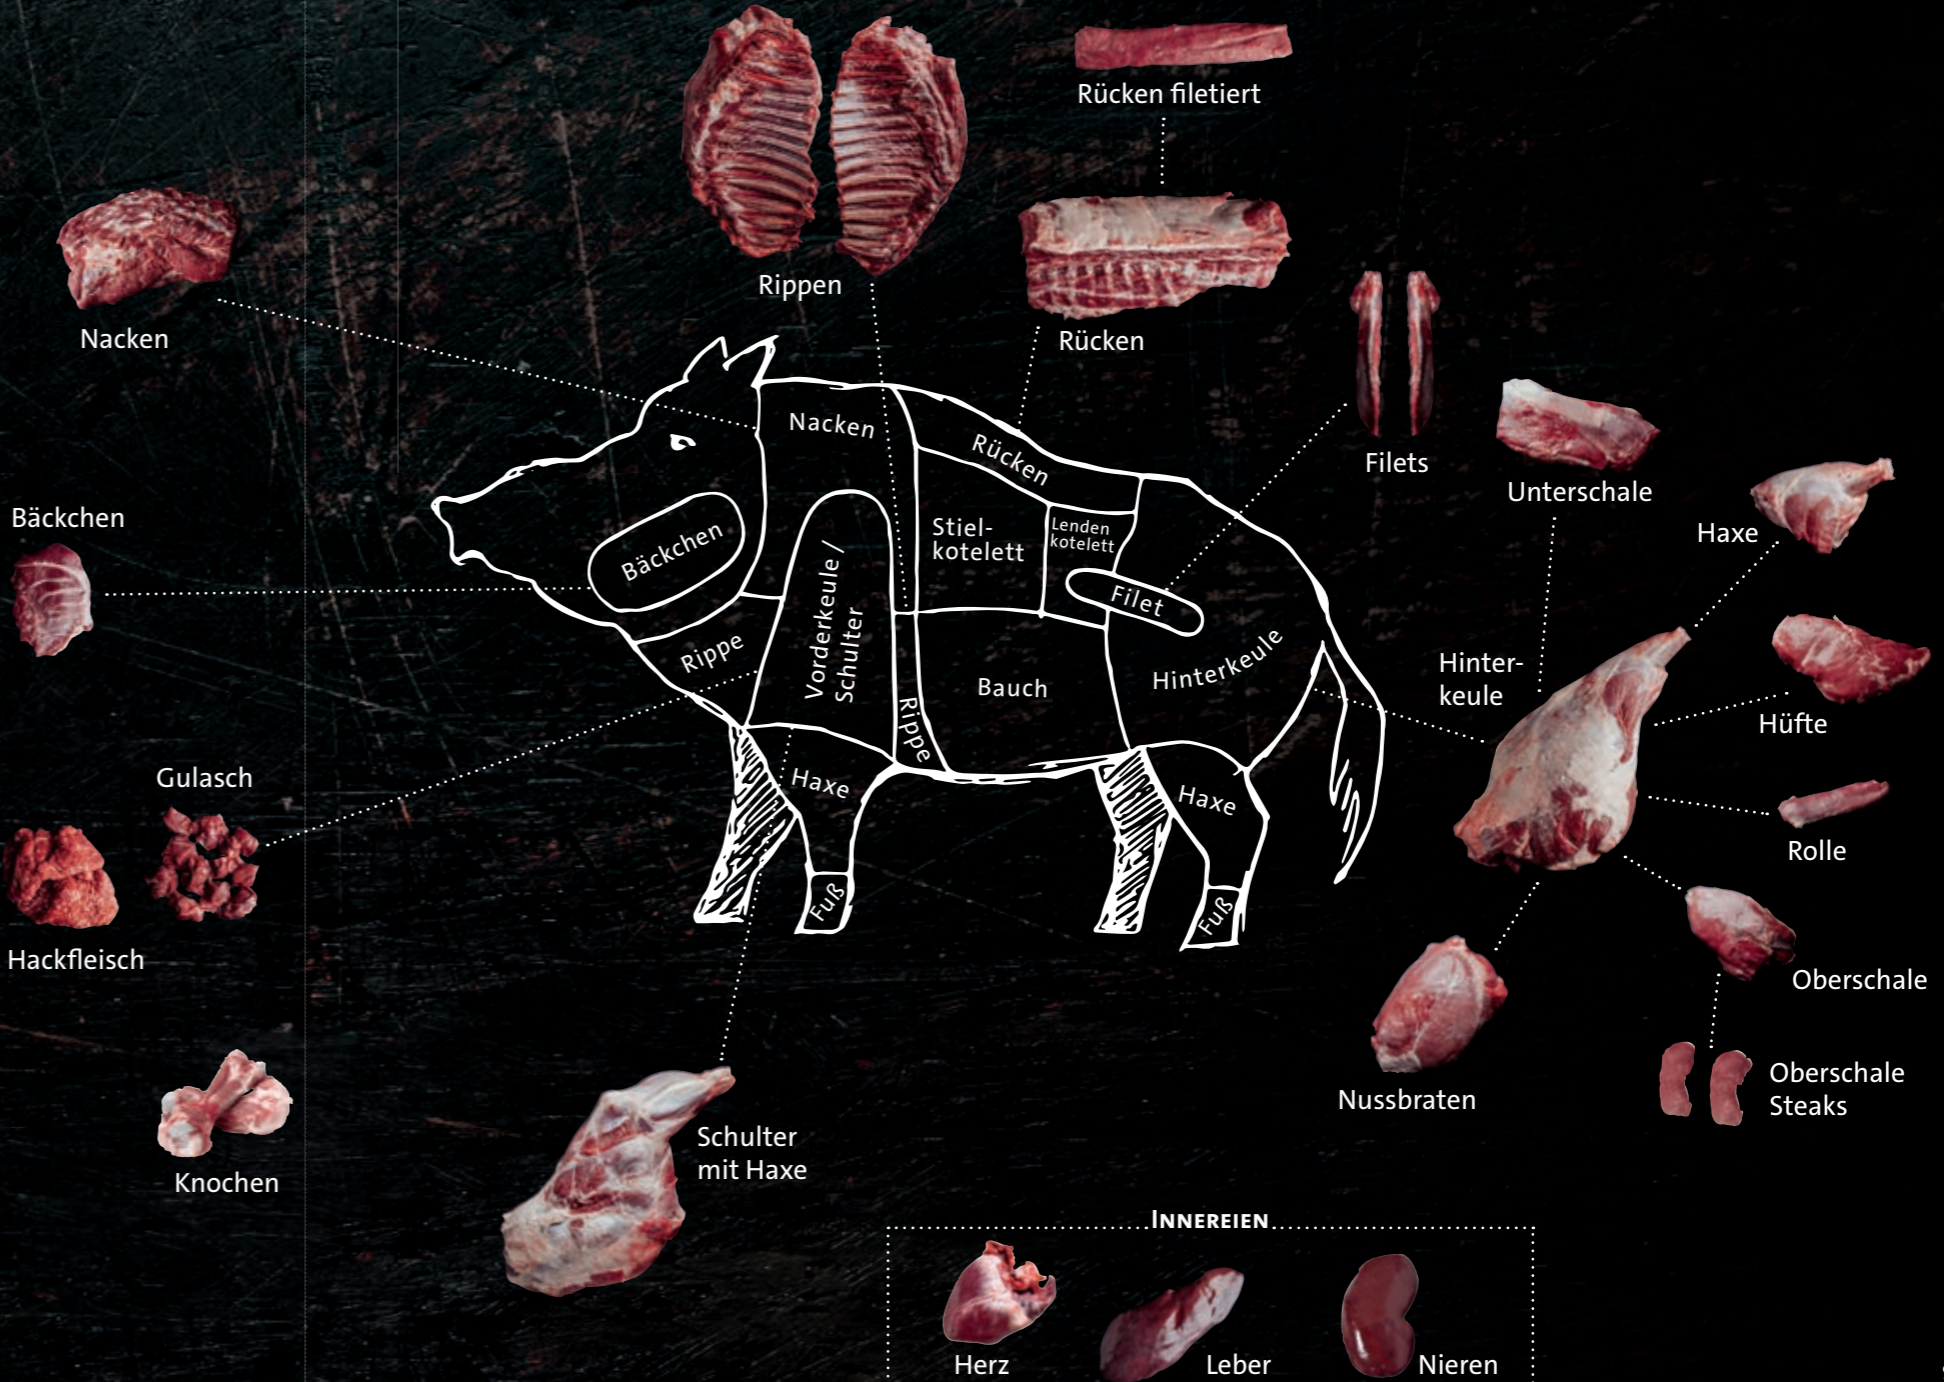 Rücken filetiert
Rippen
Nacken
Rücken
Filets
Unterschale
Haxe
Bäckchen
Hinter-
keule
Hüfte
Rolle
Oberschale
Oberschale
Steaks
Nussbraten
Gulasch
Hackfleisch
Knochen
Schulter
mit Haxe
Nacken
Rücken
Bäckchen
Stiel-
kotelett
Lenden
kotelett
Filet
Rippe
Vorderkeule /
Schulter
Rippe
Bauch
Hinterkeule
Haxe
Haxe
Fuß
Fuß
INNEREIEN
Herz
Leber
Nieren